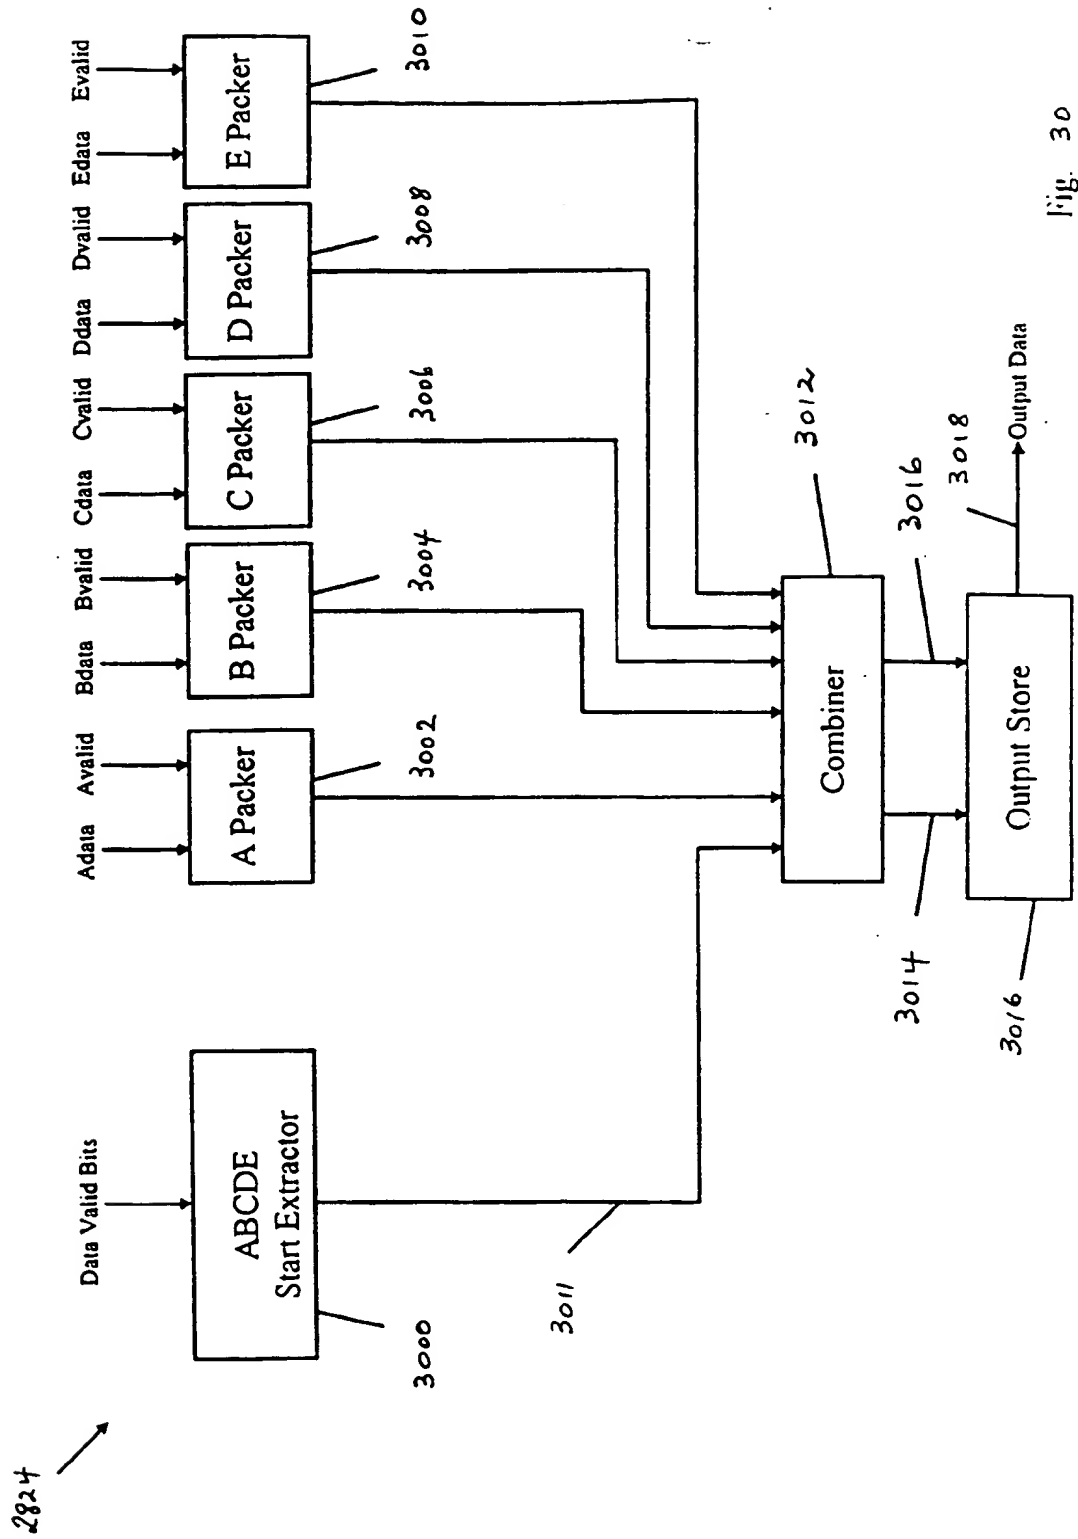 2824
Data Valid Bits
Adata
Avalid
Bdata
Bvalid
Cdata
Cvalid
Ddata
Dvalid
Edata
Evalid
ABCDE
Start Extractor
A Packer
B Packer
C Packer
D Packer
E Packer
3000
3002
3004
3006
3008
3010
3011
Combiner
3012
3014
3016
Output Store
3016
3018
Output Data
Fig. 30